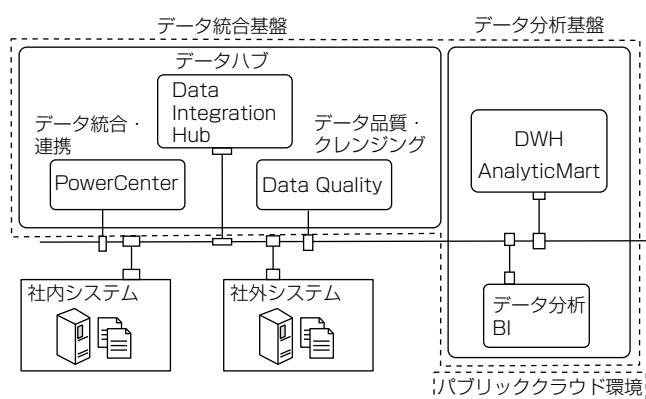 データ統合基盤
データ分析基盤
データハブ
Data
Integration
Hub
データ統合・
連携
データ品質・
クレンジング
PowerCenter
Data Quality
DWH
AnalyticMart
社内システム
社外システム
データ分析
BI
パブリッククラウド環境